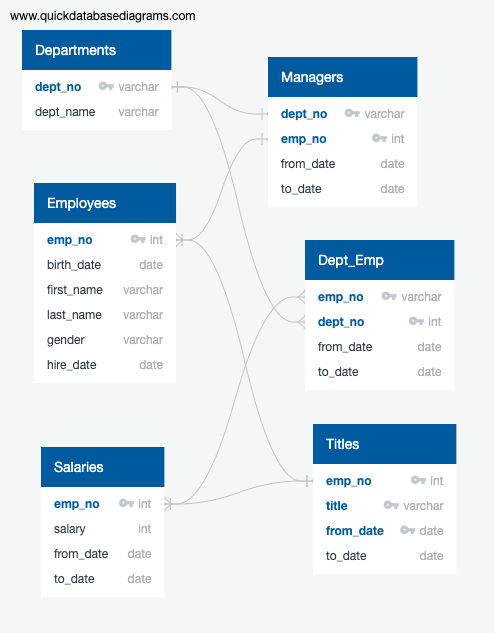 www.quickdatabasediagrams.com
Departments
dept_no varchar
dept_name varchar
Managers
dept_no varchar
emp_no int
from_date date
to_date date
Employees
emp_no int
birth_date date
first_name varchar
last_name varchar
gender varchar
hire_date date
Dept_Emp
emp_no varchar
dept_no int
from_date date
to_date date
Salaries
emp_no int
salary int
from_date date
to_date date
Titles
emp_no int
title varchar
from_date date
to_date date